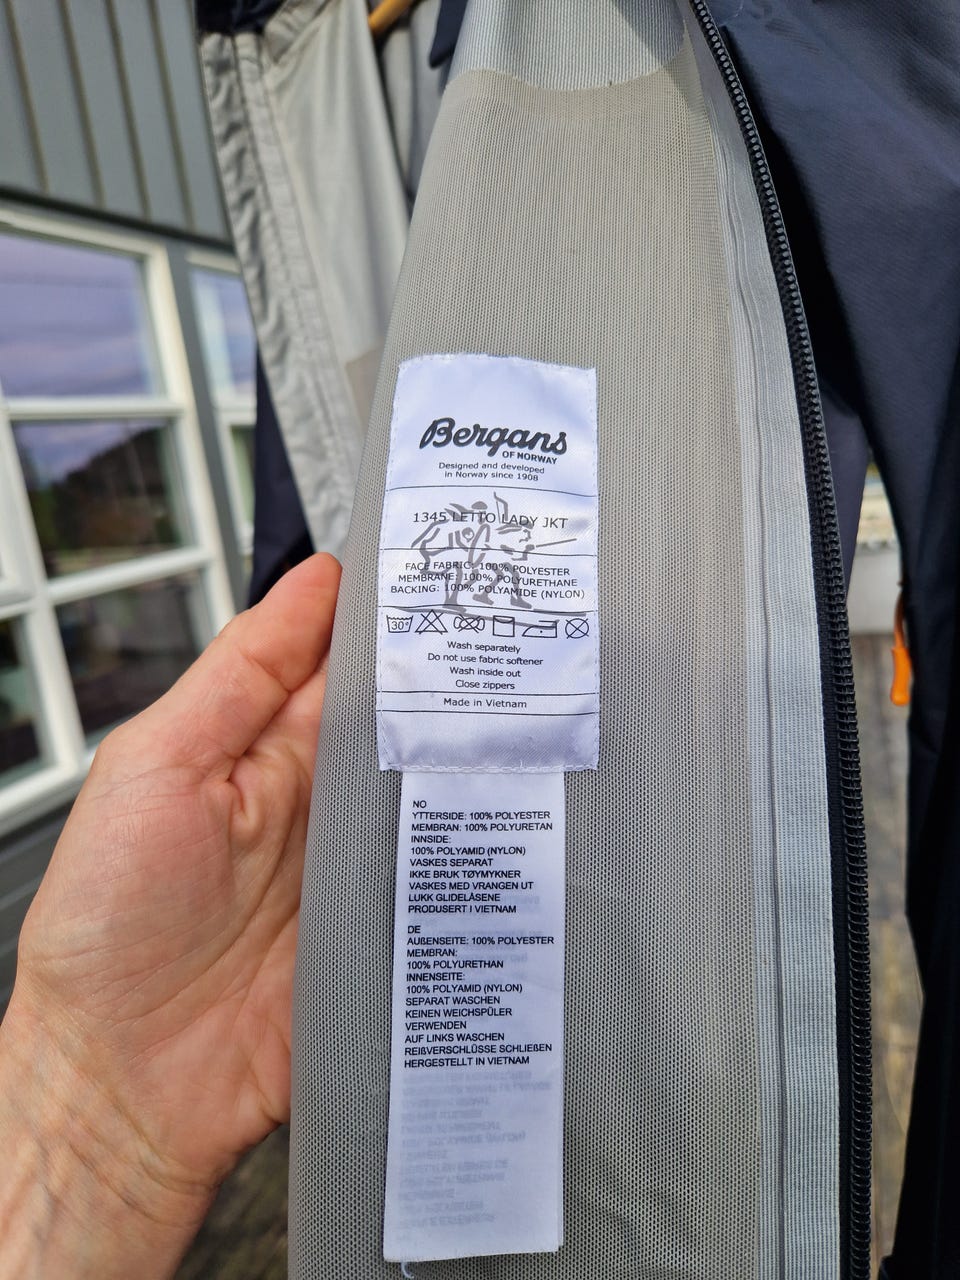 Bergans
OF NORWAY
Designed and developed
in Norway since 1908
1345 LETTO LADY JKT
FACE FABRIC: 100% POLYESTER
MEMBRANE: 100% POLYURETHANE
BACKING: 100% POLYAMIDE (NYLON)
30°
Wash separately
Do not use fabric softener
Wash inside out
Close zippers
Made in Vietnam
NO
YTTERSIDE: 100% POLYESTER
MEMBRAN: 100% POLYURETAN
INNSIDE:
100% POLYAMID (NYLON)
VASKES SEPARAT
IKKE BRUK TØYMYKNER
VASKES MED VRANGEN UT
LUKK GLIDELÅSENE
PRODUSERT I VIETNAM
DE
AUßENSEITE: 100% POLYESTER
MEMBRAN:
100% POLYURETHAN
INNENSEITE:
100% POLYAMID (NYLON)
SEPARAT WASCHEN
KEINEN WEICHSPÜLER
VERWENDEN
AUF LINKS WASCHEN
REIßVERSCHLÜSSE SCHLIEßEN
HERGESTELLT IN VIETNAM